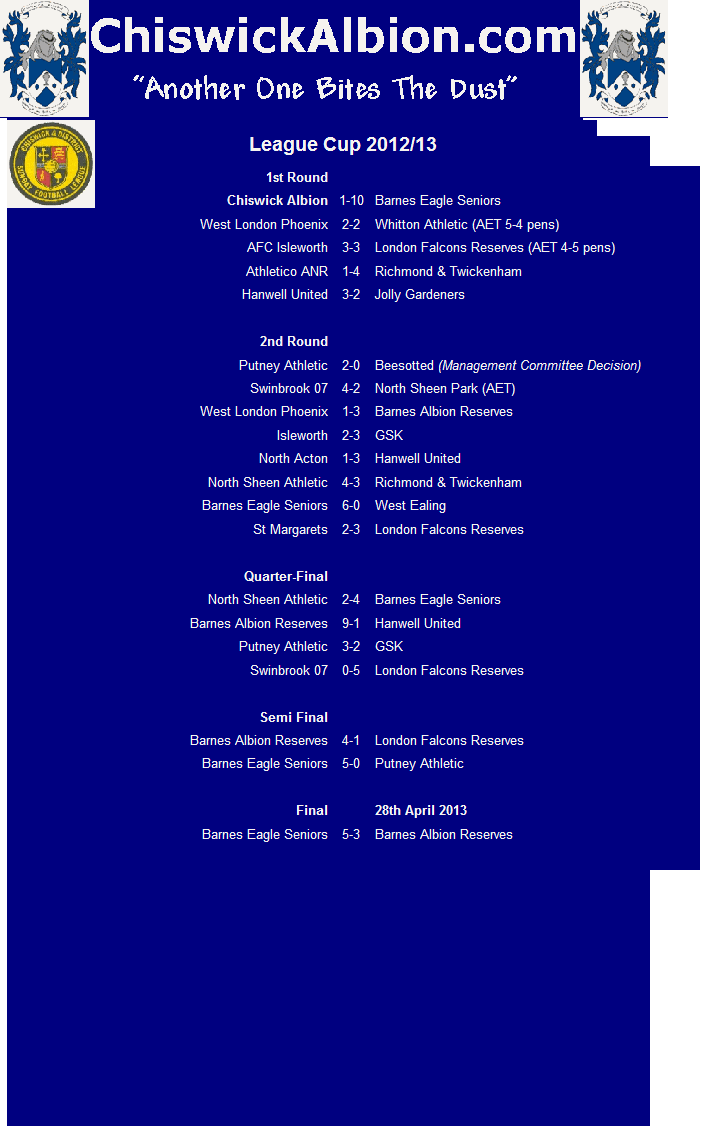 ChiswickAlbion.com
"Another One Bites The Dust"
CHISWICK & DISTRICT
SUNDAY FOOTBALL LEAGUE
League Cup 2012/13
1st Round
Chiswick Albion 1-10 Barnes Eagle Seniors
West London Phoenix 2-2 Whitton Athletic (AET 5-4 pens)
AFC Isleworth 3-3 London Falcons Reserves (AET 4-5 pens)
Athletico ANR 1-4 Richmond & Twickenham
Hanwell United 3-2 Jolly Gardeners
2nd Round
Putney Athletic 2-0 Beesotted (Management Committee Decision)
Swinbrook 07 4-2 North Sheen Park (AET)
West London Phoenix 1-3 Barnes Albion Reserves
Isleworth 2-3 GSK
North Acton 1-3 Hanwell United
North Sheen Athletic 4-3 Richmond & Twickenham
Barnes Eagle Seniors 6-0 West Ealing
St Margarets 2-3 London Falcons Reserves
Quarter-Final
North Sheen Athletic 2-4 Barnes Eagle Seniors
Barnes Albion Reserves 9-1 Hanwell United
Putney Athletic 3-2 GSK
Swinbrook 07 0-5 London Falcons Reserves
Semi Final
Barnes Albion Reserves 4-1 London Falcons Reserves
Barnes Eagle Seniors 5-0 Putney Athletic
Final 28th April 2013
Barnes Eagle Seniors 5-3 Barnes Albion Reserves